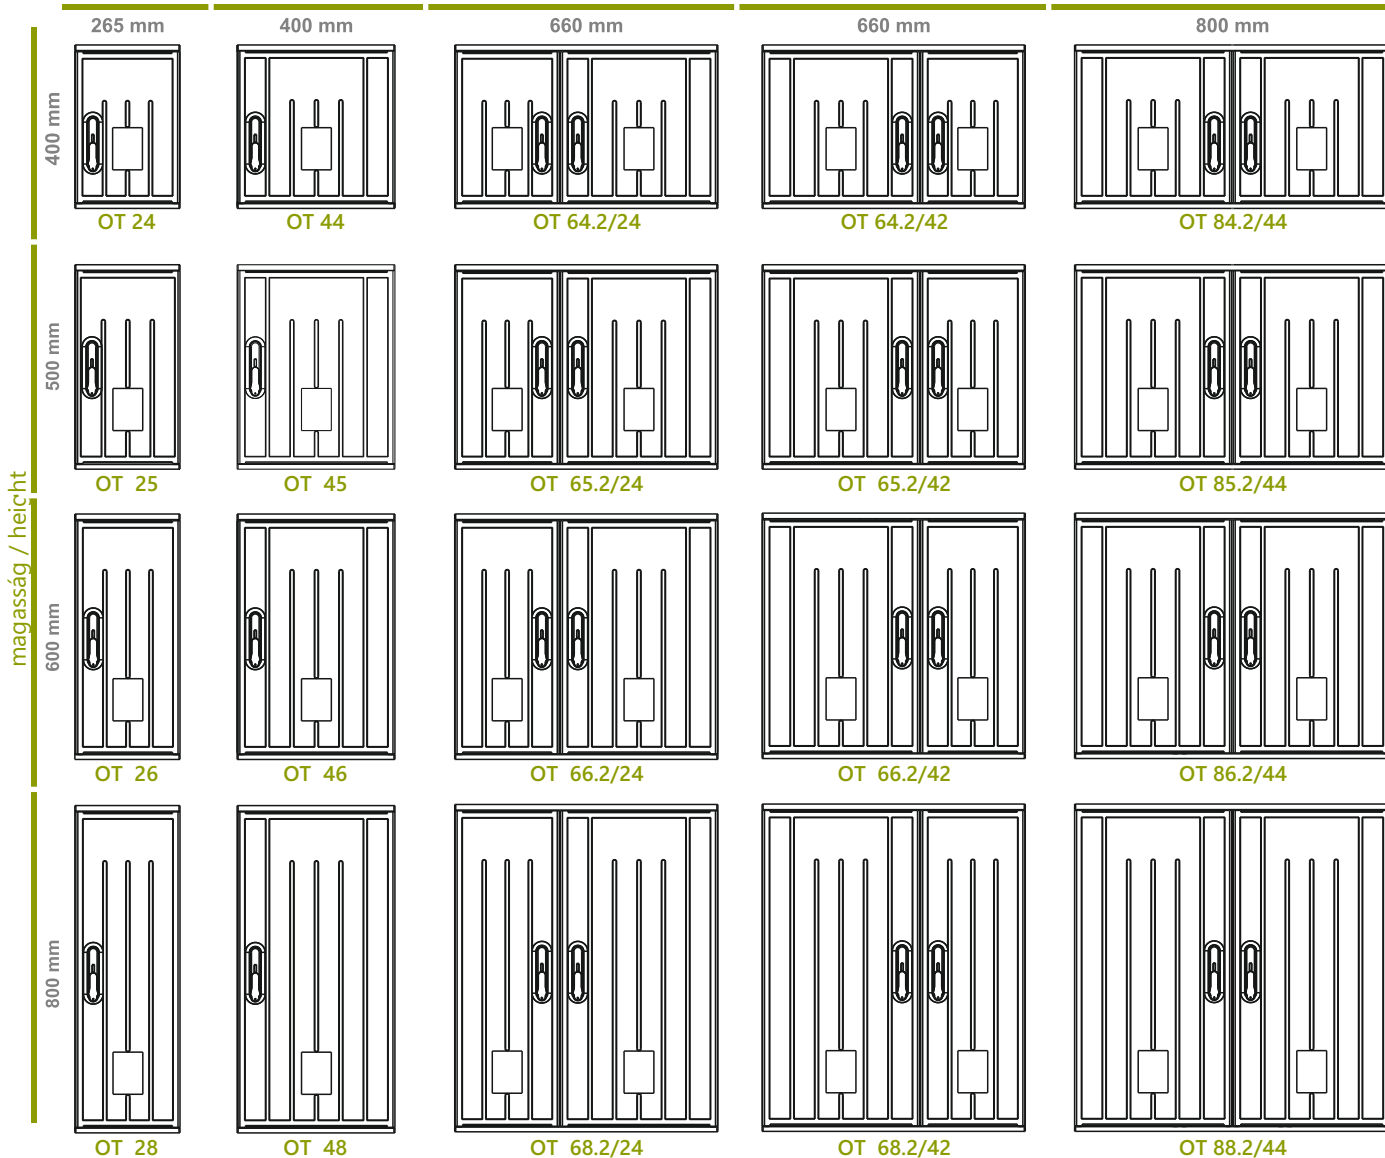 265 mm 400 mm 660 mm 660 mm 800 mm
400 mm
OT 24 OT 44 OT 64.2/24 OT 64.2/42 OT 84.2/44
500 mm
OT 25 OT 45 OT 65.2/24 OT 65.2/42 OT 85.2/44
magasság / height
600 mm
OT 26 OT 46 OT 66.2/24 OT 66.2/42 OT 86.2/44
800 mm
OT 28 OT 48 OT 68.2/24 OT 68.2/42 OT 88.2/44